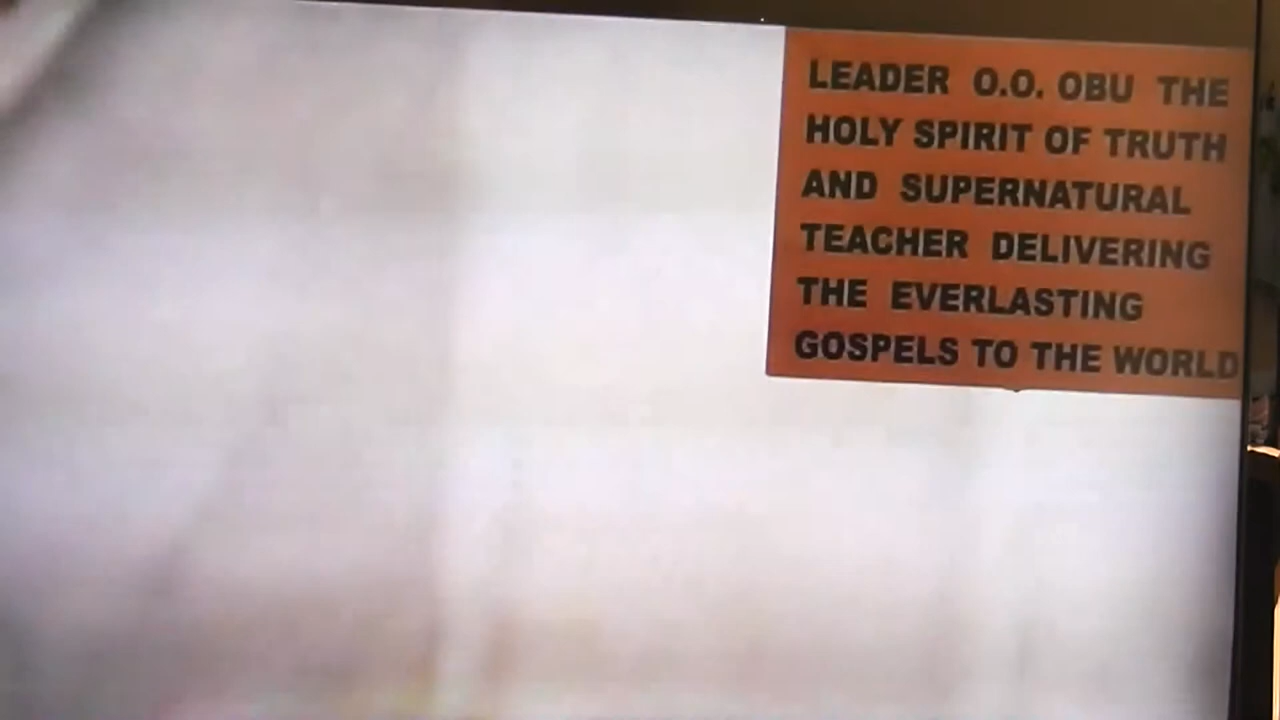 LEADER O.O. OBU THE
HOLY SPIRIT OF TRUTH
AND SUPERNATURAL
TEACHER DELIVERING
THE EVERLASTING
GOSPELS TO THE WORLD